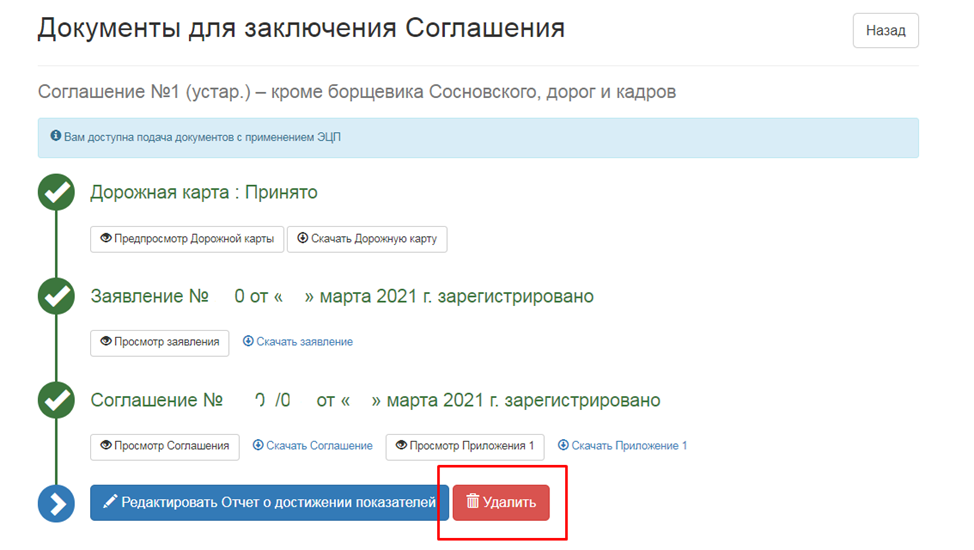 Документы для заключения Соглашения
Назад
Соглашение №1 (устар.) – кроме борщевика Сосновского, дорог и кадров
Вам доступна подача документов с применением ЭЦП
Дорожная карта : Принято
Предпросмотр Дорожной карты Скачать Дорожную карту
Заявление № 0 от « » марта 2021 г. зарегистрировано
Просмотр заявления Скачать заявление
Соглашение № /0 от « » марта 2021 г. зарегистрировано
Просмотр Соглашения Скачать Соглашение Просмотр Приложения 1 Скачать Приложение 1
Редактировать Отчет о достижении показателей Удалить